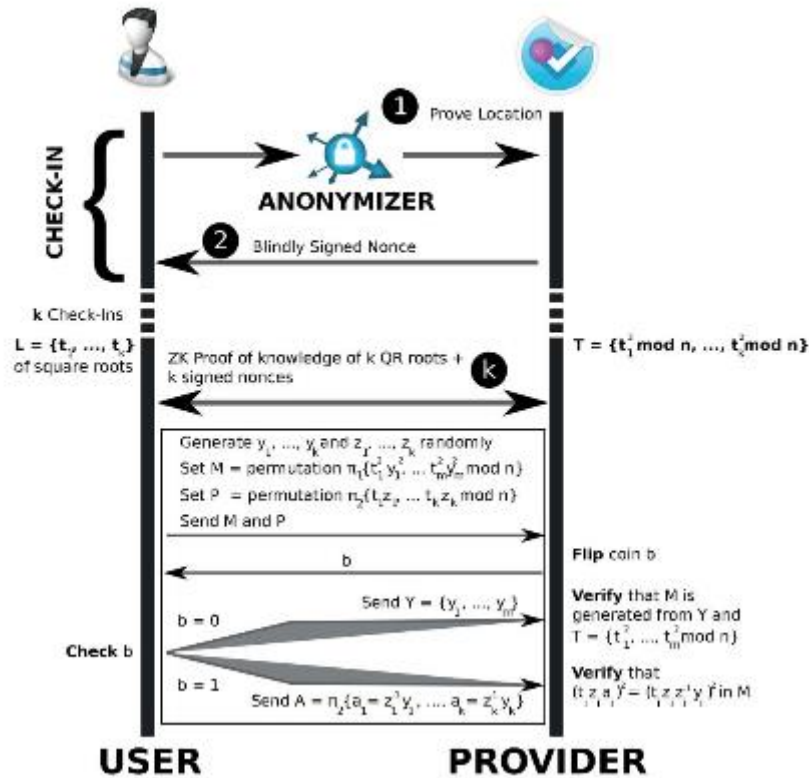 1 Prove Location
ANONYMIZER
CHECK-IN
2 Blindly Signed Nonce
k Check-Ins
L = {t₁, ..., tₖ}
of square roots
T = {t₁² mod n, ..., tₖ² mod n}
ZK Proof of knowledge of k QR roots +
k signed nonces
k
Generate y₁, ..., yₖ and z₁, ..., zₖ randomly
Set M = permutation π₁{t₁² y₁², ... tₘ² yₘ² mod n}
Set P = permutation π₂{t₁z₁, ... tₖzₖ mod n}
Send M and P
Flip coin b
b
Send Y = {y₁, ..., yₘ}
b = 0
Verify that M is
generated from Y and
T = {t₁², ..., tₘ² mod n}
Check b
b = 1
Send A = π₂{a₁ = z₁⁻¹y₁, ..., aₖ = zₖ⁻¹yₖ}
Verify that
in M
USER
PROVIDER